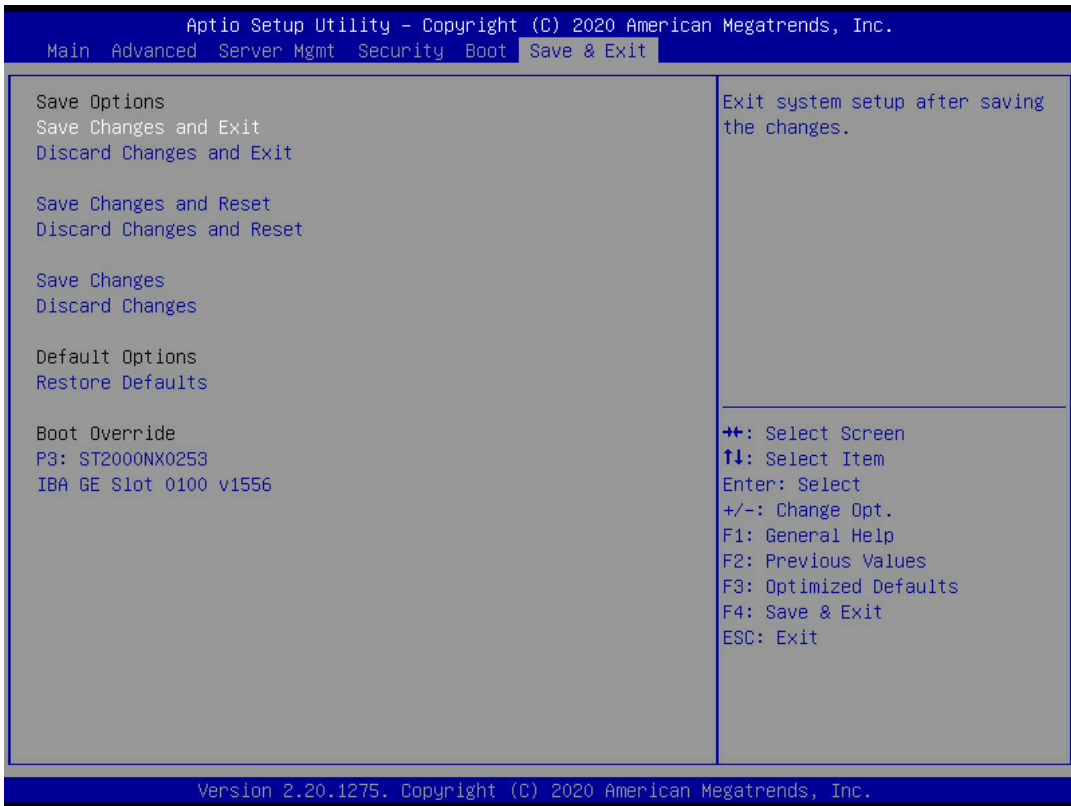 Aptio Setup Utility – Copyright (C) 2020 American Megatrends, Inc.
Main Advanced Server Mgmt Security Boot Save & Exit
Save Options
Save Changes and Exit
Discard Changes and Exit
Save Changes and Reset
Discard Changes and Reset
Save Changes
Discard Changes
Default Options
Restore Defaults
Boot Override
P3: ST2000NX0253
IBA GE Slot 0100 v1556
Exit system setup after saving
the changes.
→←: Select Screen
↑↓: Select Item
Enter: Select
+/-: Change Opt.
F1: General Help
F2: Previous Values
F3: Optimized Defaults
F4: Save & Exit
ESC: Exit
Version 2.20.1275. Copyright (C) 2020 American Megatrends, Inc.